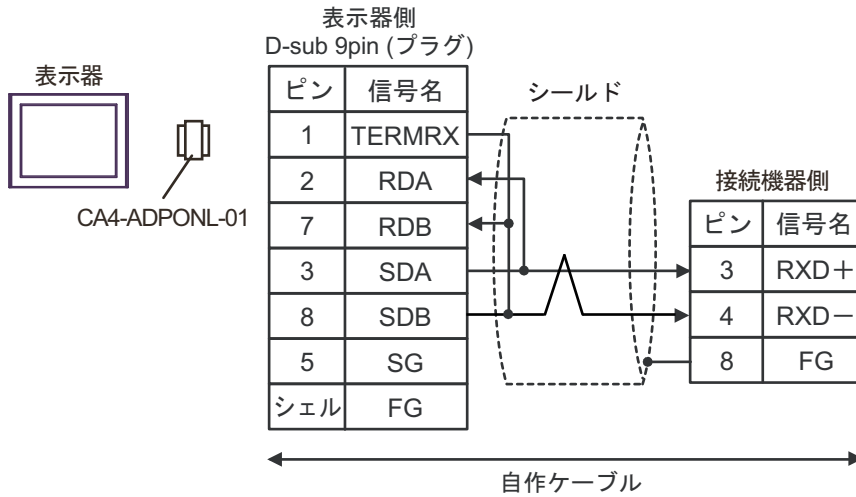 表示器側
D-sub 9pin (プラグ)
表示器
CA4-ADPONL-01
ピン 信号名
1 TERMRX
2 RDA
7 RDB
3 SDA
8 SDB
5 SG
シェル FG
シールド
接続機器側
ピン 信号名
3 RXD+
4 RXD−
8 FG
自作ケーブル